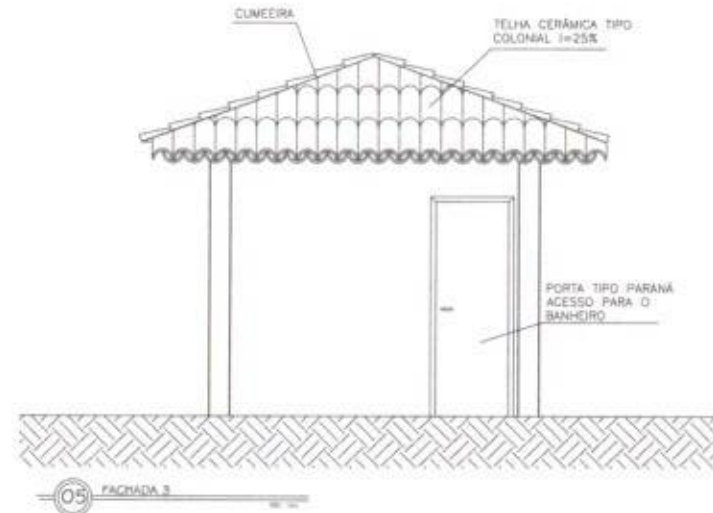 CUMEEIRA
TELHA CERÂMICA TIPO
COLONIAL I=25%
PORTA TIPO PARANÁ
ACESSO PARA O
BANHEIRO
05 FACHADA 3